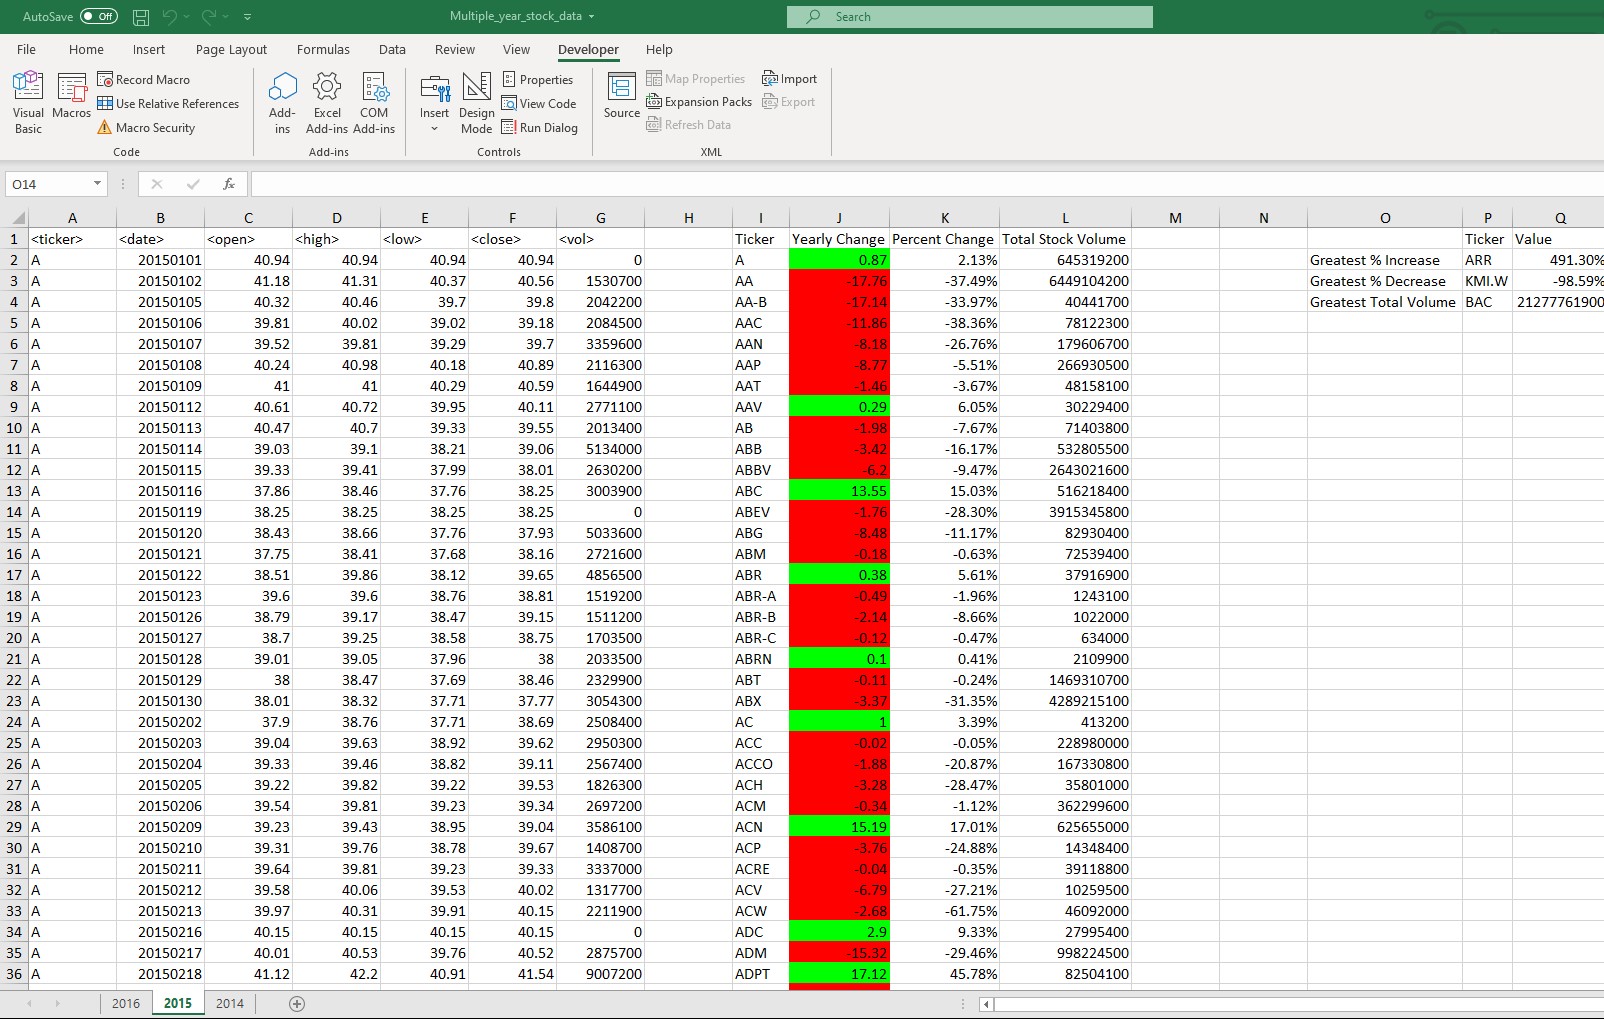 AutoSave Off Multiple_year_stock_data Search
File Home Insert Page Layout Formulas Data Review View Developer Help
Visual Basic Macros Record Macro Use Relative References Macro Security Code
Add-ins Excel Add-ins COM Add-ins Add-ins
Insert Design Mode Properties View Code Run Dialog Controls
Source Map Properties Expansion Packs Refresh Data Import Export XML
O14 fx
A B C D E F G H I J K L M N O P Q
1 <ticker> <date> <open> <high> <low> <close> <vol> Ticker Yearly Change Percent Change Total Stock Volume Ticker Value
2 A 20150101 40.94 40.94 40.94 40.94 0 A 0.87 2.13% 645319200 Greatest % Increase ARR 491.30%
3 A 20150102 41.18 41.31 40.37 40.56 1530700 AA -17.76 -37.49% 6449104200 Greatest % Decrease KMI.W -98.59%
4 A 20150105 40.32 40.46 39.7 39.8 2042200 AA-B -17.14 -33.97% 40441700 Greatest Total Volume BAC 21277761900
5 A 20150106 39.81 40.02 39.02 39.18 2084500 AAC -11.86 -38.36% 78122300
6 A 20150107 39.52 39.81 39.29 39.7 3359600 AAN -8.18 -26.76% 179606700
7 A 20150108 40.24 40.98 40.18 40.89 2116300 AAP -8.77 -5.51% 266930500
8 A 20150109 41 41 40.29 40.59 1644900 AAT -1.46 -3.67% 48158100
9 A 20150112 40.61 40.72 39.95 40.11 2771100 AAV 0.29 6.05% 30229400
10 A 20150113 40.47 40.7 39.33 39.55 2013400 AB -1.98 -7.67% 71403800
11 A 20150114 39.03 39.1 38.21 39.06 5134000 ABB -3.42 -16.17% 532805500
12 A 20150115 39.33 39.41 37.99 38.01 2630200 ABBV -6.2 -9.47% 2643021600
13 A 20150116 37.86 38.46 37.76 38.25 3003900 ABC 13.55 15.03% 516218400
14 A 20150119 38.25 38.25 38.25 38.25 0 ABEV -1.76 -28.30% 3915345800
15 A 20150120 38.43 38.66 37.76 37.93 5033600 ABG -8.48 -11.17% 82930400
16 A 20150121 37.75 38.41 37.68 38.16 2721600 ABM -0.18 -0.63% 72539400
17 A 20150122 38.51 39.86 38.12 39.65 4856500 ABR 0.38 5.61% 37916900
18 A 20150123 39.6 39.6 38.76 38.81 1519200 ABR-A -0.49 -1.96% 1243100
19 A 20150126 38.79 39.17 38.47 39.15 1511200 ABR-B -2.14 -8.66% 1022000
20 A 20150127 38.7 39.25 38.58 38.75 1703500 ABR-C -0.12 -0.47% 634000
21 A 20150128 39.01 39.05 37.96 38 2033500 ABRN 0.1 0.41% 2109900
22 A 20150129 38 38.47 37.69 38.46 2329900 ABT -0.11 -0.24% 1469310700
23 A 20150130 38.01 38.32 37.71 37.77 3054300 ABX -3.37 -31.35% 4289215100
24 A 20150202 37.9 38.76 37.71 38.69 2508400 AC 1 3.39% 413200
25 A 20150203 39.04 39.63 38.92 39.62 2950300 ACC -0.02 -0.05% 228980000
26 A 20150204 39.33 39.46 38.82 39.11 2567400 ACCO -1.88 -20.87% 167330800
27 A 20150205 39.22 39.82 39.22 39.53 1826300 ACH -3.28 -28.47% 35801000
28 A 20150206 39.54 39.81 39.23 39.34 2697200 ACM -0.34 -1.12% 362299600
29 A 20150209 39.23 39.43 38.95 39.04 3586100 ACN 15.19 17.01% 625655000
30 A 20150210 39.31 39.76 38.78 39.67 1408700 ACP -3.76 -24.88% 14348400
31 A 20150211 39.64 39.81 39.23 39.33 3337000 ACRE -0.04 -0.35% 39118800
32 A 20150212 39.58 40.06 39.53 40.02 1317700 ACV -6.79 -27.21% 10259500
33 A 20150213 39.97 40.31 39.91 40.15 2211900 ACW -2.68 -61.75% 46092000
34 A 20150216 40.15 40.15 40.15 40.15 0 ADC 2.9 9.33% 27995400
35 A 20150217 40.01 40.53 39.76 40.52 2875700 ADM -15.32 -29.46% 998224500
36 A 20150218 41.12 42.2 40.91 41.54 9007200 ADPT 17.12 45.78% 82504100
2016 2015 2014